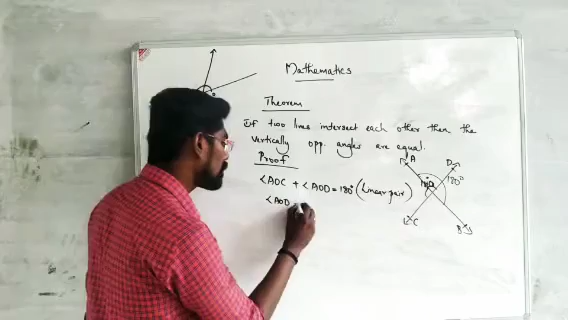 Mathematics
Theorem
If two lines intersect each other then the
vertically opp. angles are equal.
Proof
<AOC + <AOD = 180° (Linear pair)
<AOD
A
D
180°
C
B